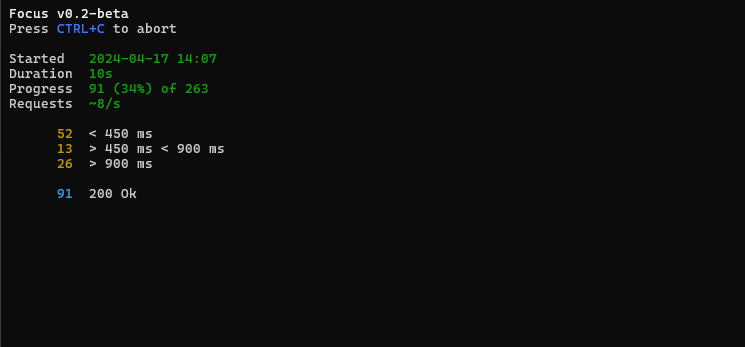 Focus v0.2-beta
Press CTRL+C to abort
Started 2024-04-17 14:07
Duration 10s
Progress 91 (34%) of 263
Requests ~8/s
52 < 450 ms
13 > 450 ms < 900 ms
26 > 900 ms
91 200 Ok